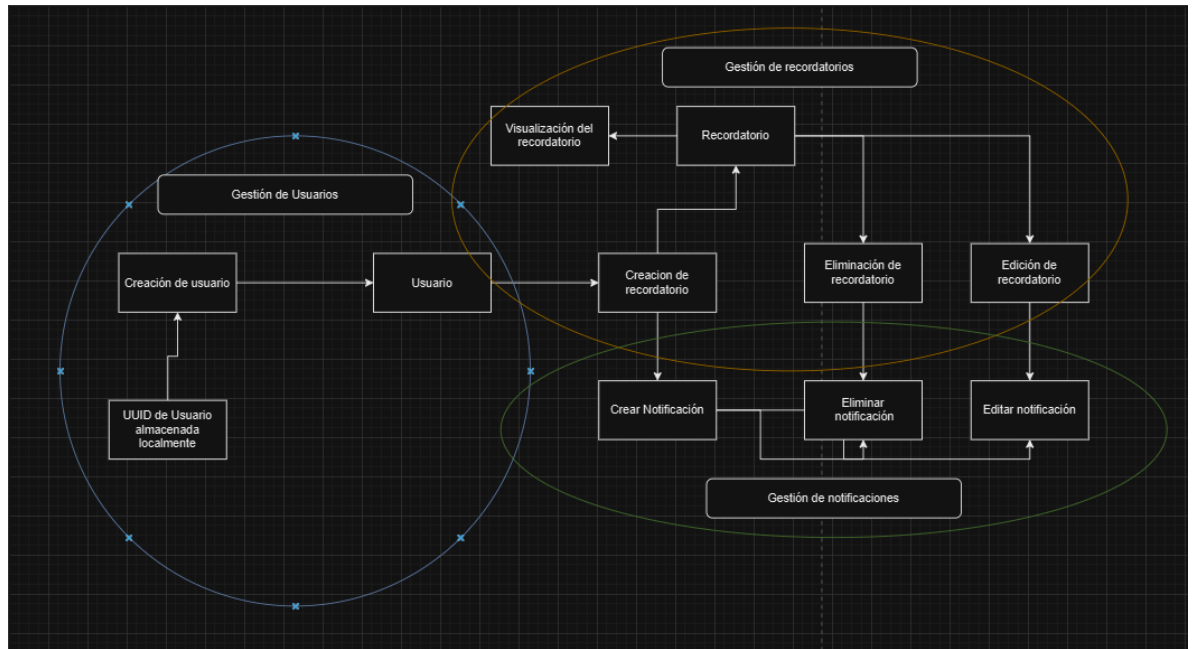 Gestión de recordatorios
Visualización del
recordatorio
Recordatorio
Gestión de Usuarios
Creación de usuario
Usuario
Creacion de
recordatorio
Eliminación de
recordatorio
Edición de
recordatorio
UUID de Usuario
almacenada
localmente
Crear Notificación
Eliminar
notificación
Editar notificación
Gestión de notificaciones